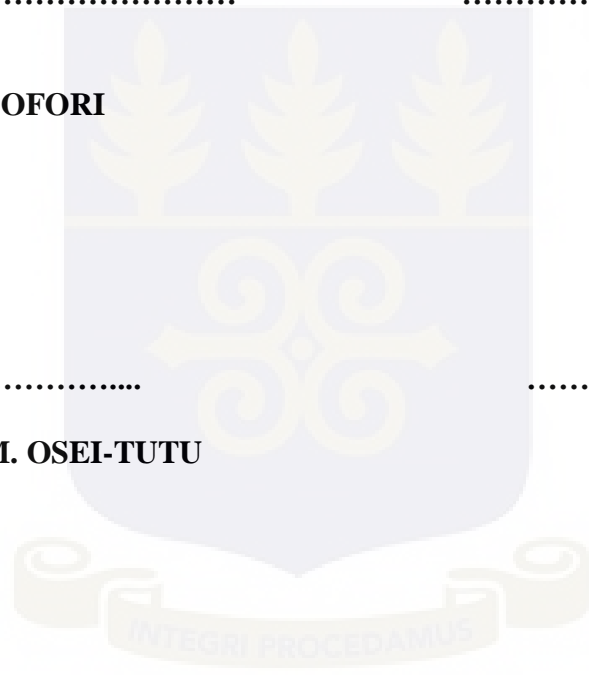 ……………………… …………
OFORI
…………..... ……
M. OSEI-TUTU
INTEGRI PROCEDAMUS